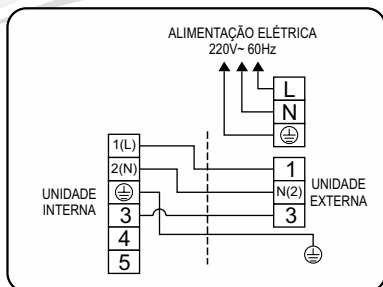 ALIMENTAÇÃO ELÉTRICA
220V~ 60Hz
L
N
1(L)
2(N)
3
4
5
UNIDADE
INTERNA
1
N(2)
3
UNIDADE
EXTERNA